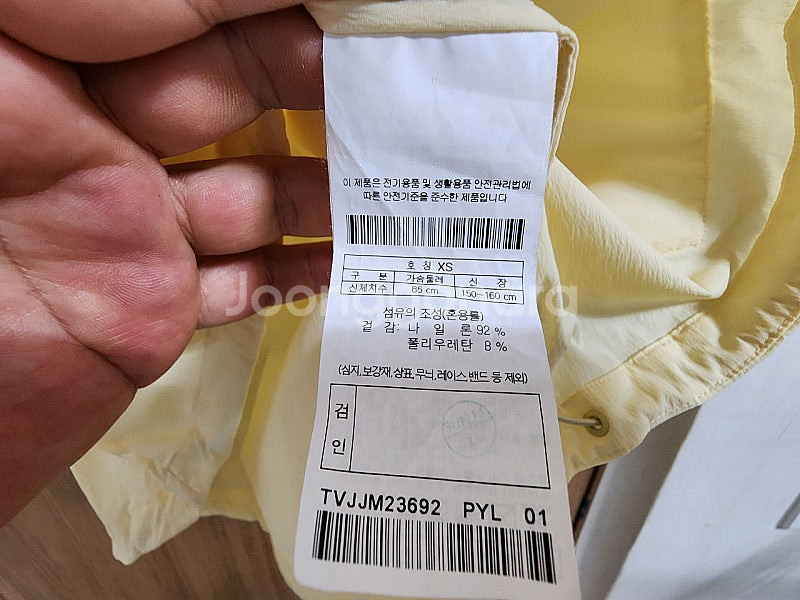 이 제품은 전기용품 및 생활용품 안전관리법에
따른 안전기준을 준수한 제품입니다
호 칭 XS
구 분 가슴둘레 신 장
신체치수 85 cm 150~160 cm
섬유의 조성(혼용률)
겉 감: 나 일 론 92 %
폴리우레탄 8 %
(심지,보강재,상표,무늬,레이스,밴드 등 제외)
검
인
TVJJM23692 PYL 01